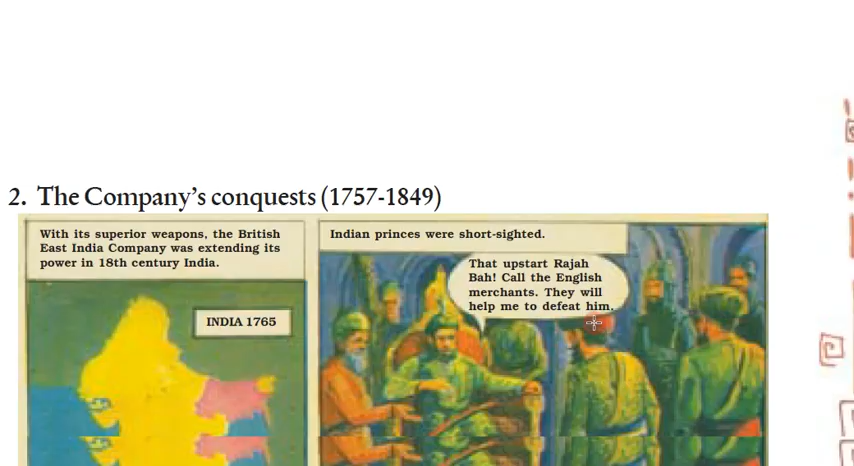 2. The Company's conquests (1757-1849)
With its superior weapons, the British
East India Company was extending its
power in 18th century India.
INDIA 1765
Indian princes were short-sighted.
That upstart Rajah
Bah! Call the English
merchants. They will
help me to defeat him.